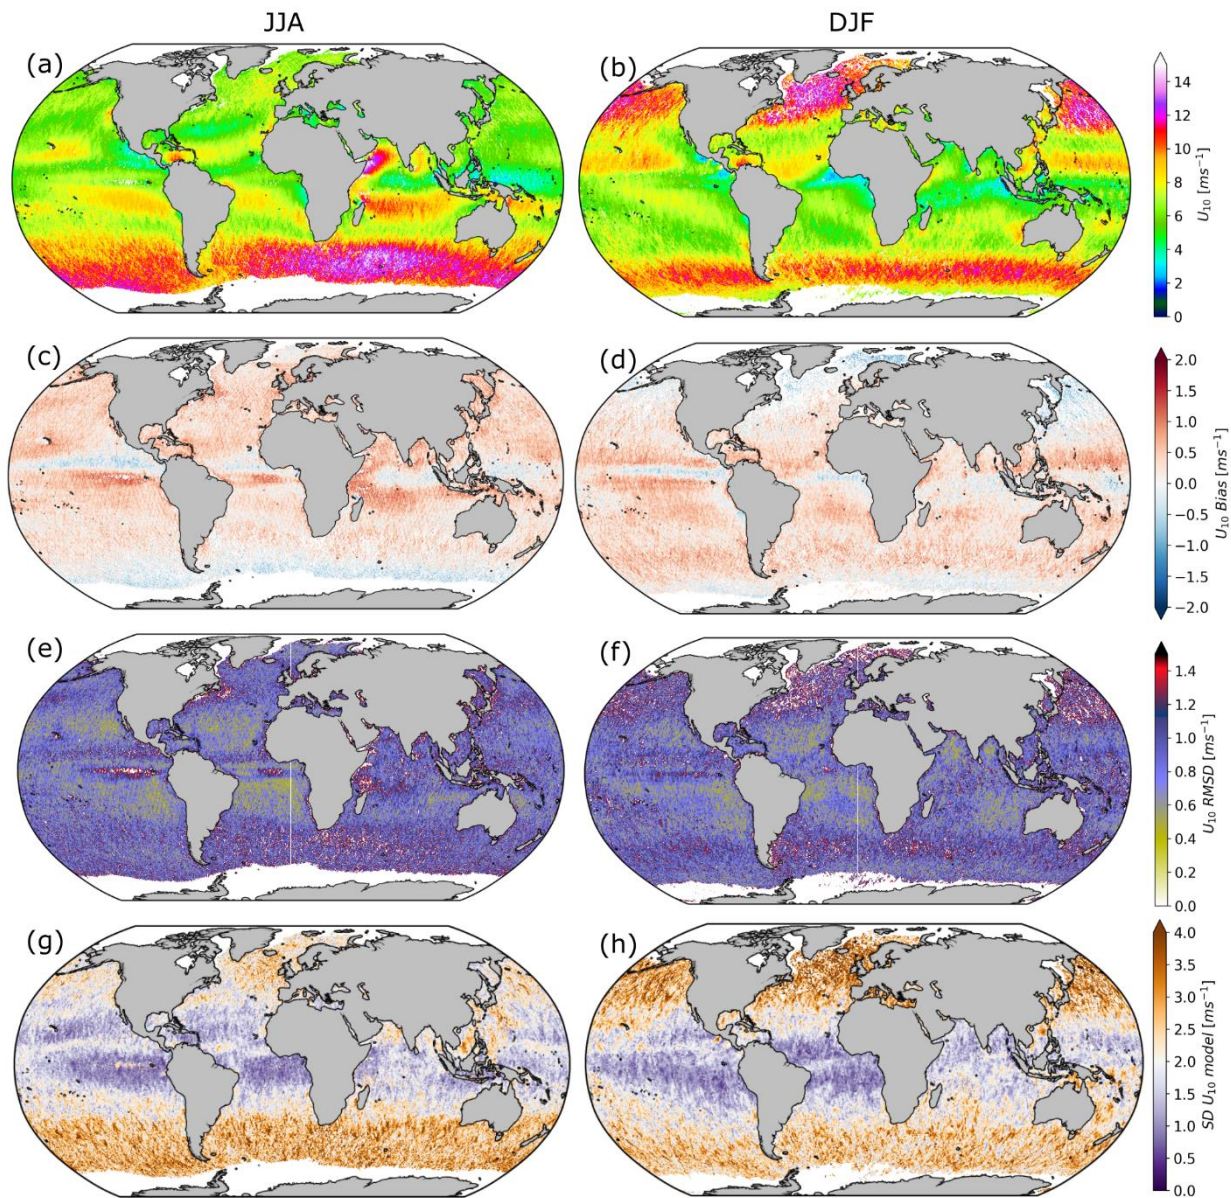 JJA
DJF
(a)
(b)
14
12
10
8
6
4
2
0
U10 [ms-1]
(c)
(d)
2.0
1.5
1.0
0.5
0.0
−0.5
−1.0
−1.5
−2.0
U10 Bias [ms-1]
(e)
(f)
1.4
1.2
1.0
0.8
0.6
0.4
0.2
0.0
U10 RMSD [ms-1]
(g)
(h)
4.0
3.5
3.0
2.5
2.0
1.5
1.0
0.5
0.0
SD U10 model [ms-1]